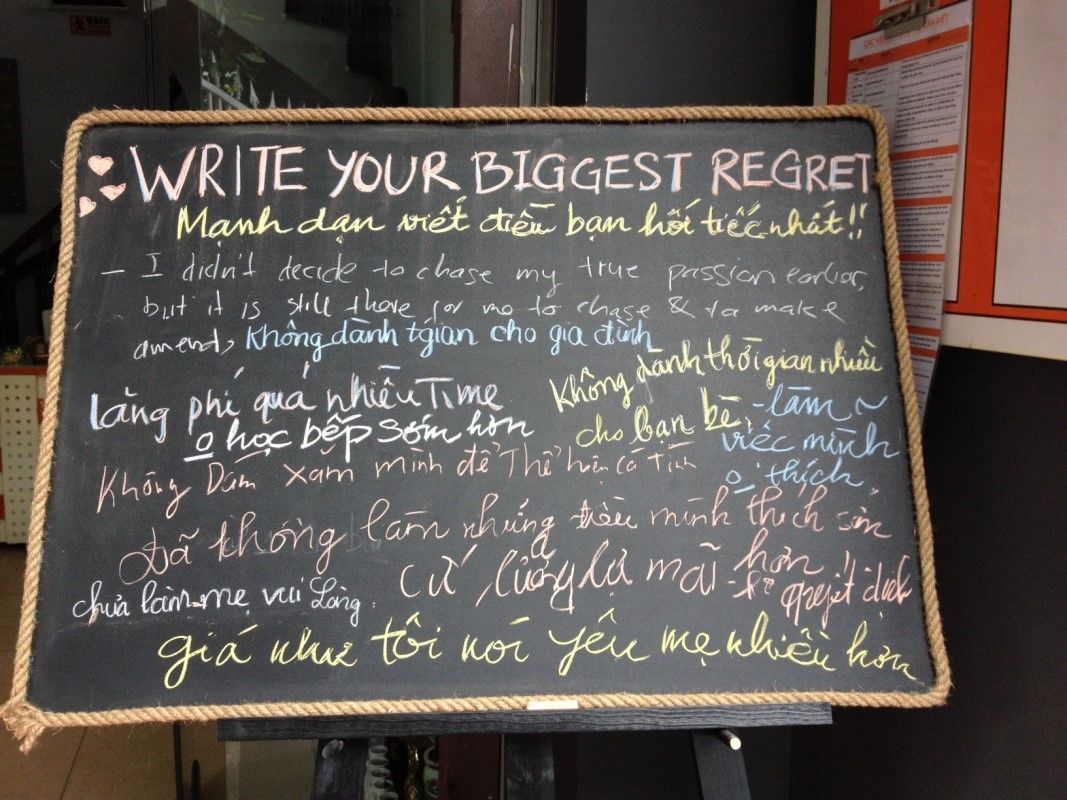 WRITE YOUR BIGGEST REGRET
Mạnh dạn viết điều bạn hối tiếc nhất!!
- I didn't decide to chase my true passion earlier,
but it is still there for me to chase & to make
amend,
Không dành tgian cho gia đình
Không dành thời gian nhiều
cho bạn bè
lãng phí quá nhiều Time
o học bếp sớm hơn
- làm ~
việc mình
o thích.
Không Dám xăm mình để Thể hiện cá Tính
Đã không làm những điều mình thích sớm
hơn
Cứ lưỡng lự mãi
quyết định
chưa làm mẹ vui lòng.
giá như tôi nói yêu mẹ nhiều hơn